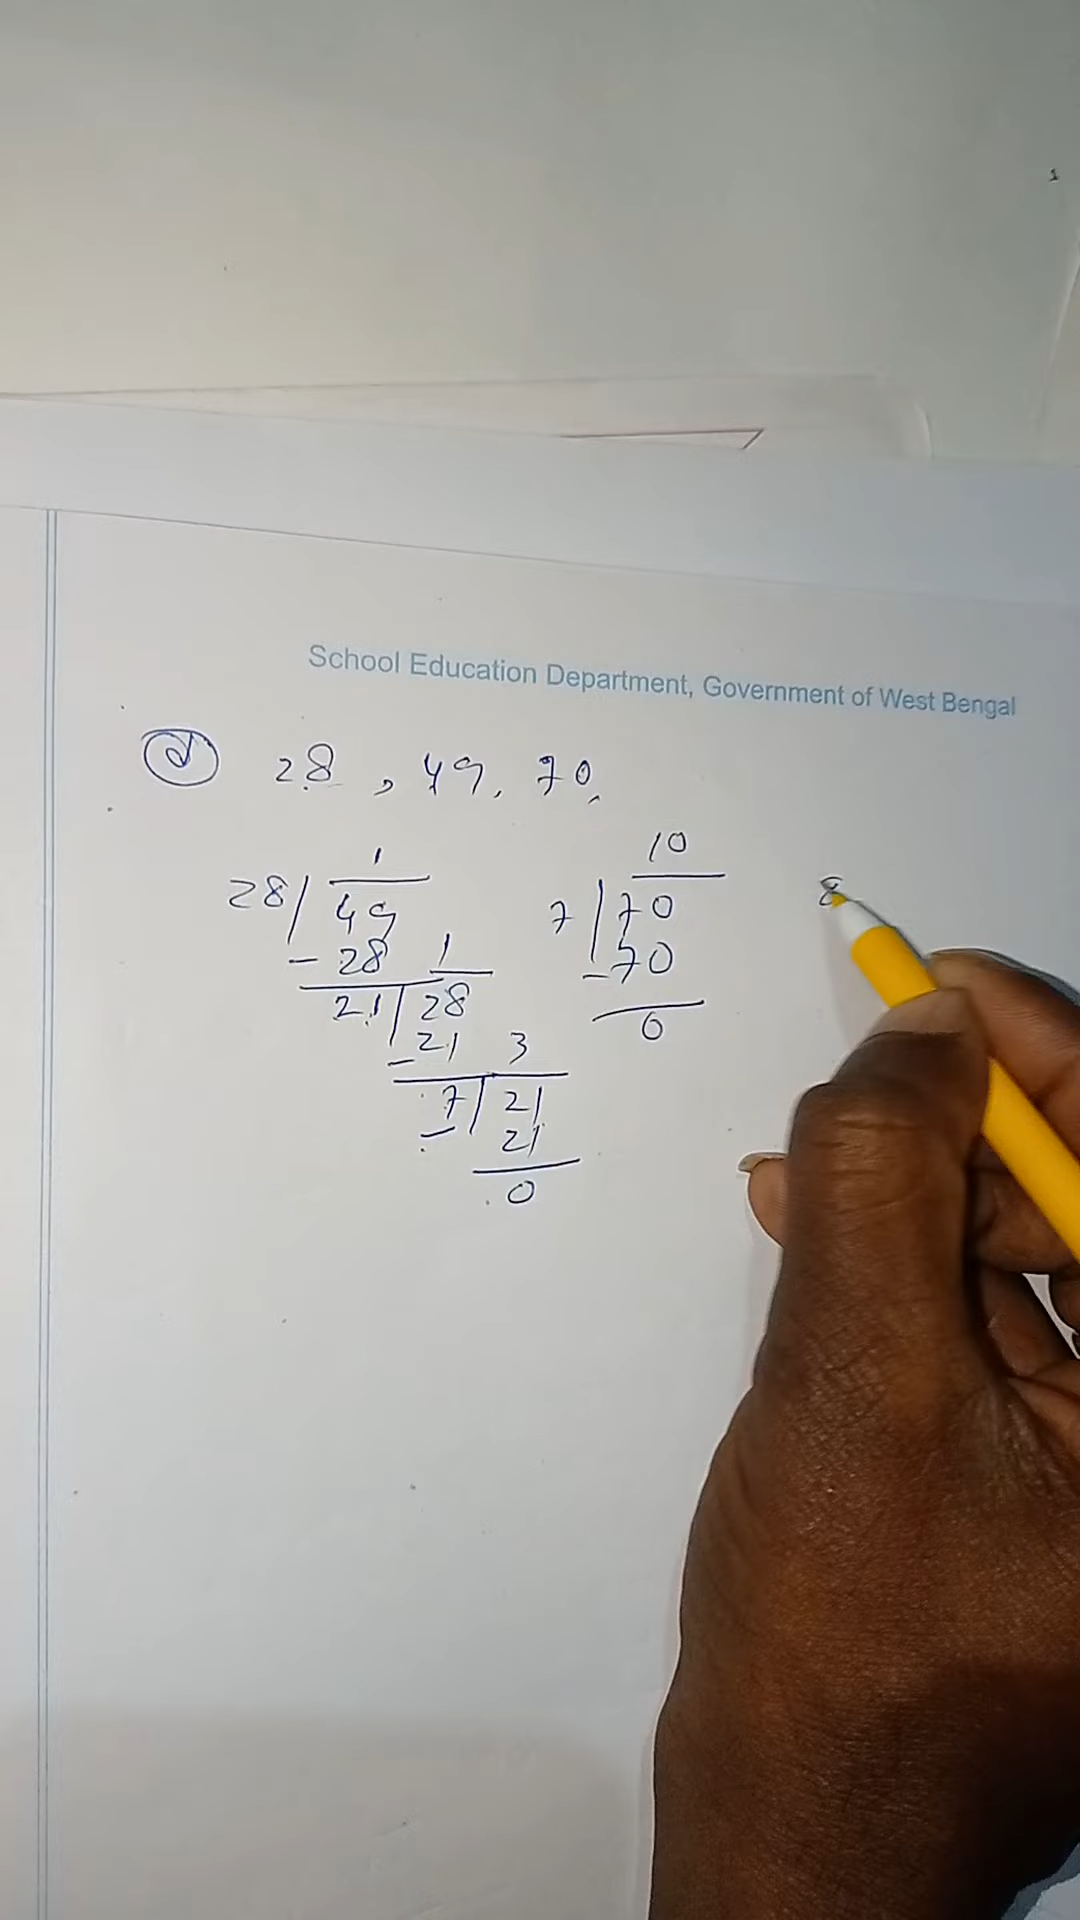 School Education Department, Government of West Bengal
d 28 , 49, 70,
1
28 / 49
- 28 1
21 / 28
- 21 3
7 / 21
- 21
0
10
7 / 70
- 70
0